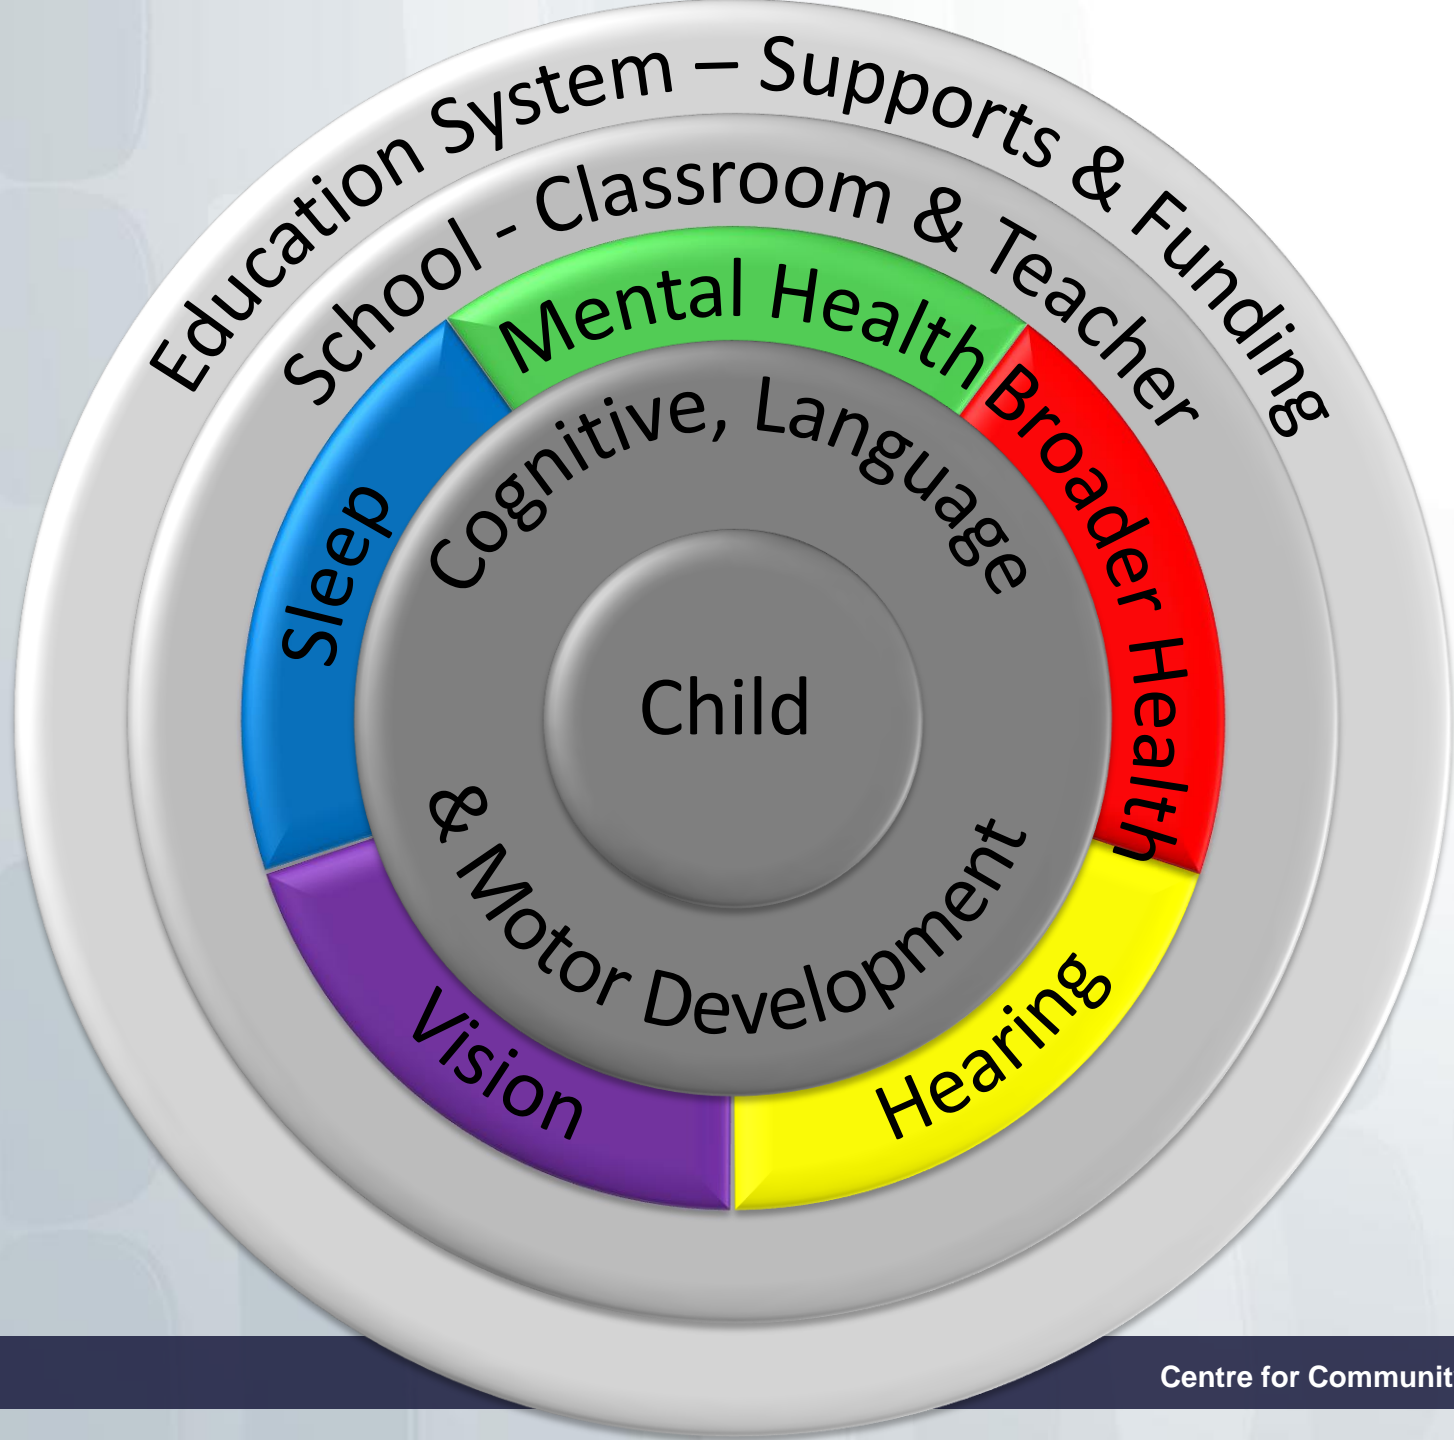 Education System – Supports & Funding
School - Classroom & Teacher
Mental Health
Broader Health
Sleep
Cognitive, Language
Child
& Motor Development
Vision
Hearing
Centre for